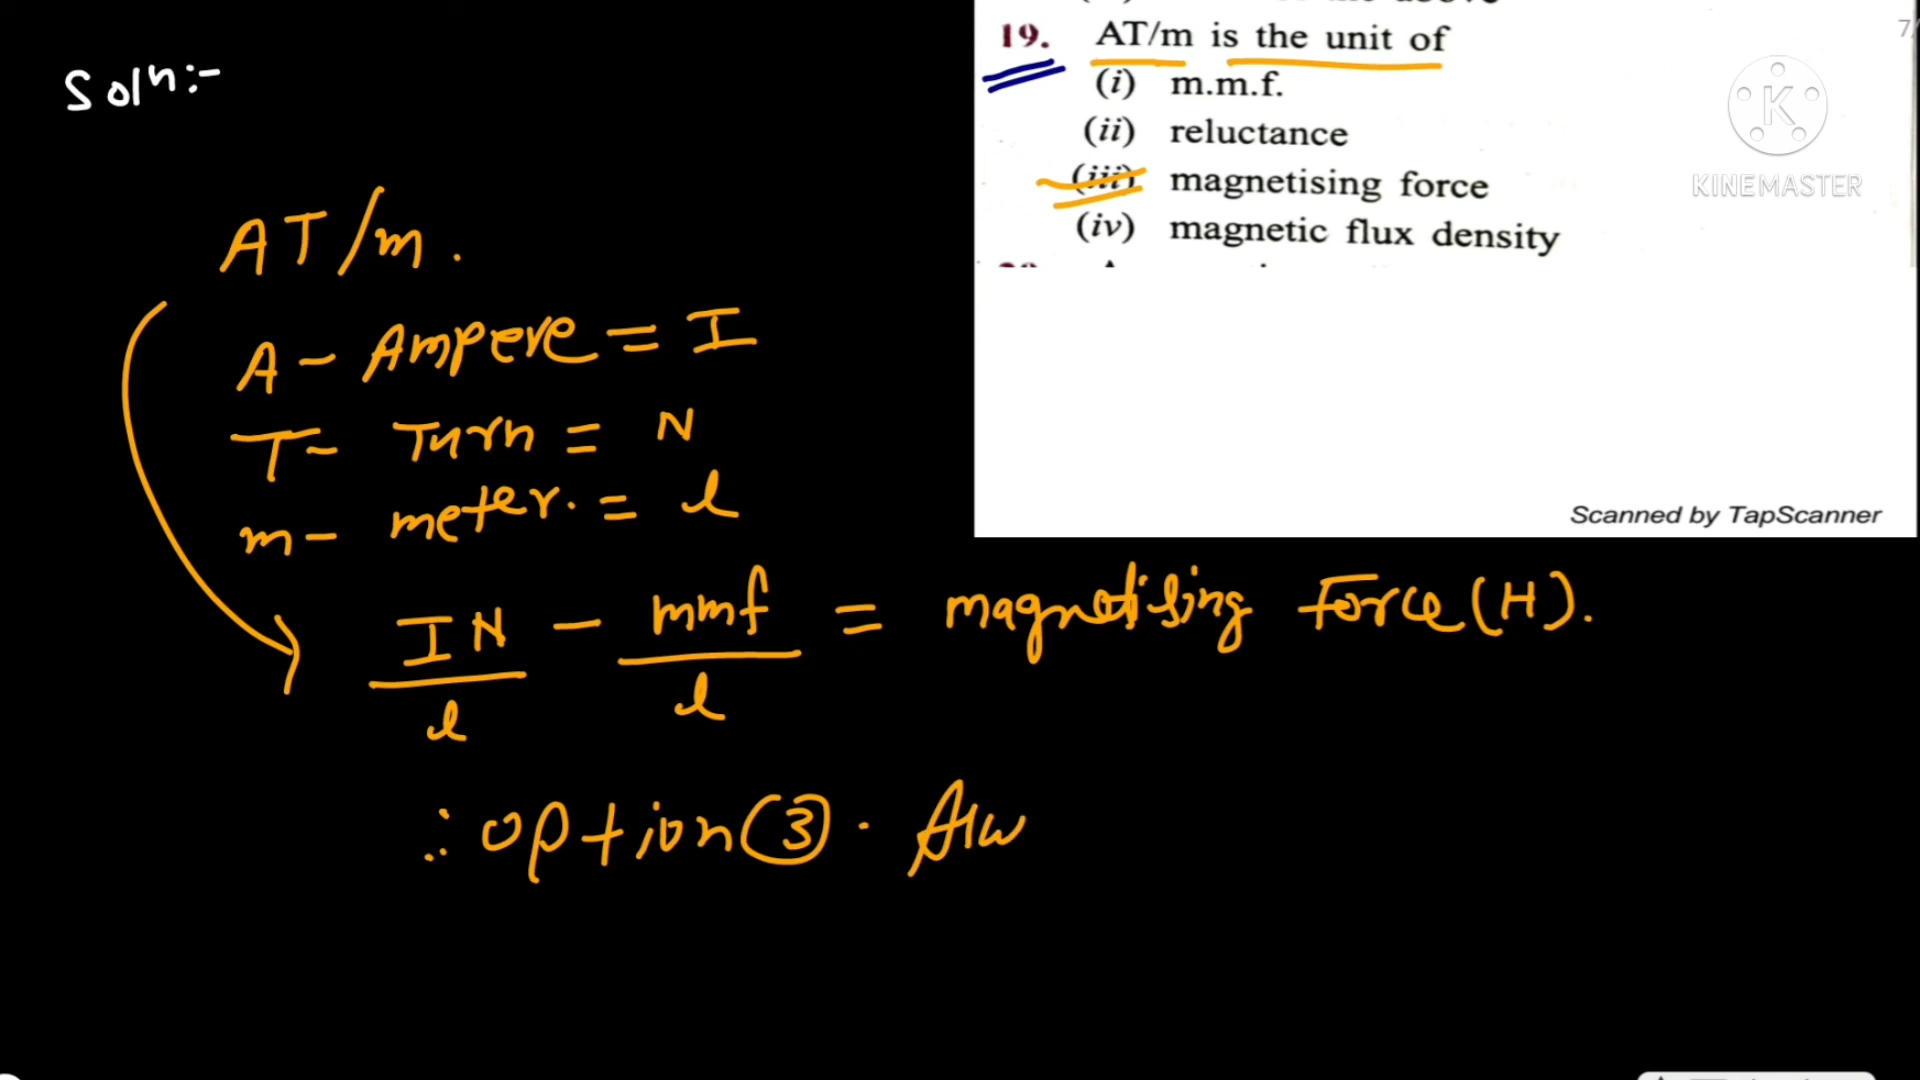 Soln:-
19. AT/m is the unit of
(i) m.m.f.
(ii) reluctance
(iii) magnetising force
(iv) magnetic flux density
KINEMASTER
Scanned by TapScanner
AT/m.
A - Ampere = I
T - Turn = N
m - meter. = l
IN/l - mmf/l = magnetising force (H).
∴ option (3).